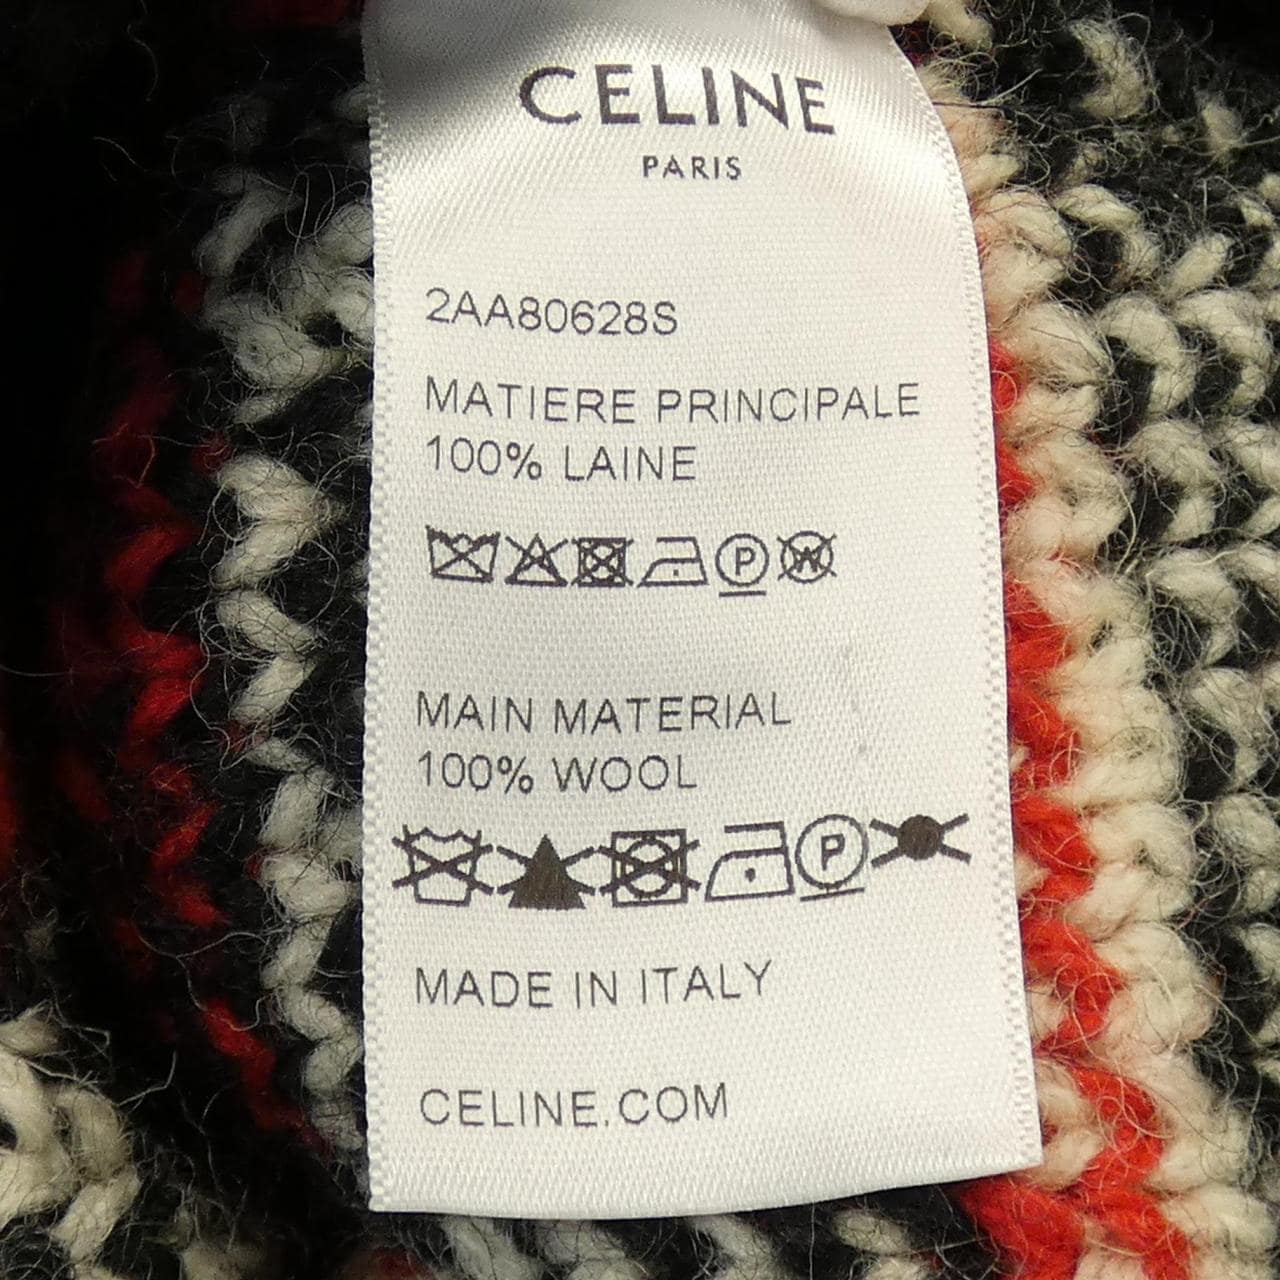 CELINE
PARIS
2AA80628S
MATIERE PRINCIPALE
100% LAINE
P W
MAIN MATERIAL
100% WOOL
P
MADE IN ITALY
CELINE.COM